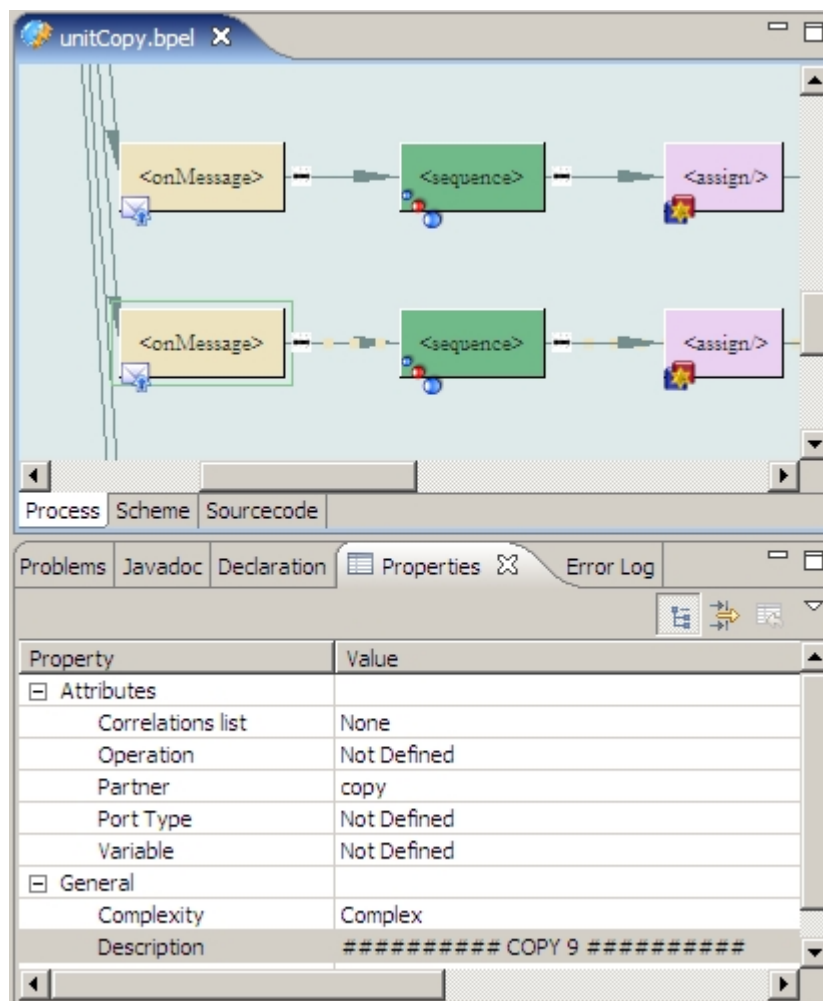 unitCopy.bpel
<onMessage> <sequence> <assign/>
<onMessage> <sequence> <assign/>
Process Scheme Sourcecode
Problems Javadoc Declaration Properties Error Log
Property Value
Attributes
Correlations list None
Operation Not Defined
Partner copy
Port Type Not Defined
Variable Not Defined
General
Complexity Complex
Description ########## COPY 9 ##########